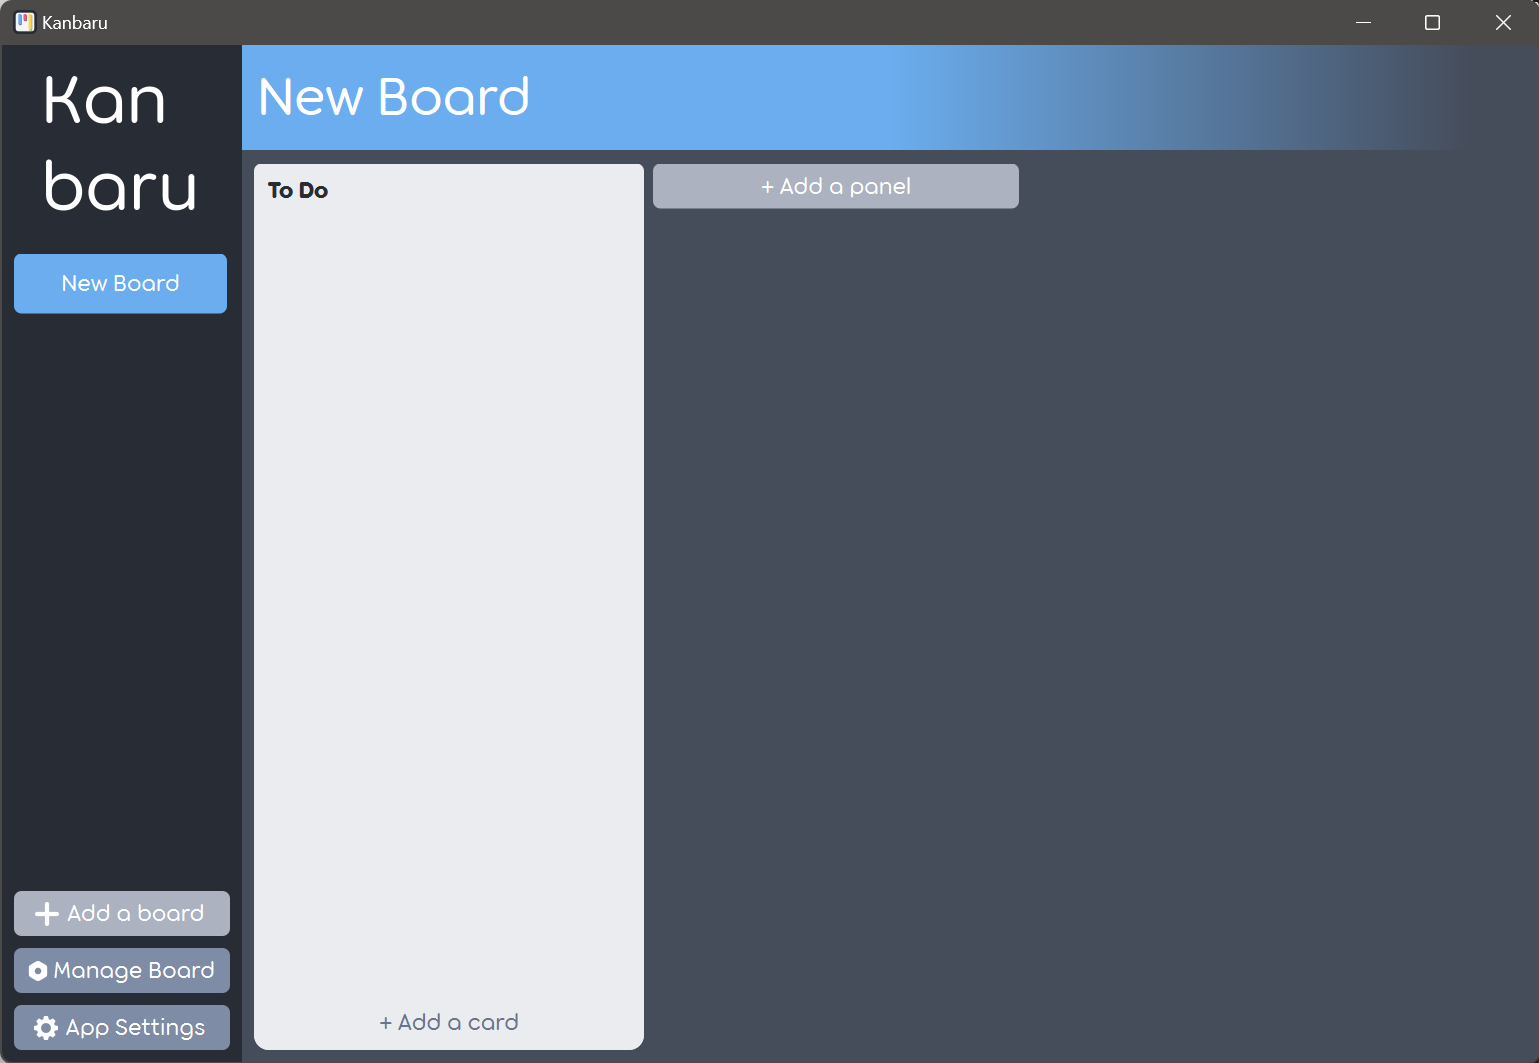 Kanbaru
Kan
baru
New Board
New Board
To Do
+ Add a panel
+ Add a card
Add a board
Manage Board
App Settings